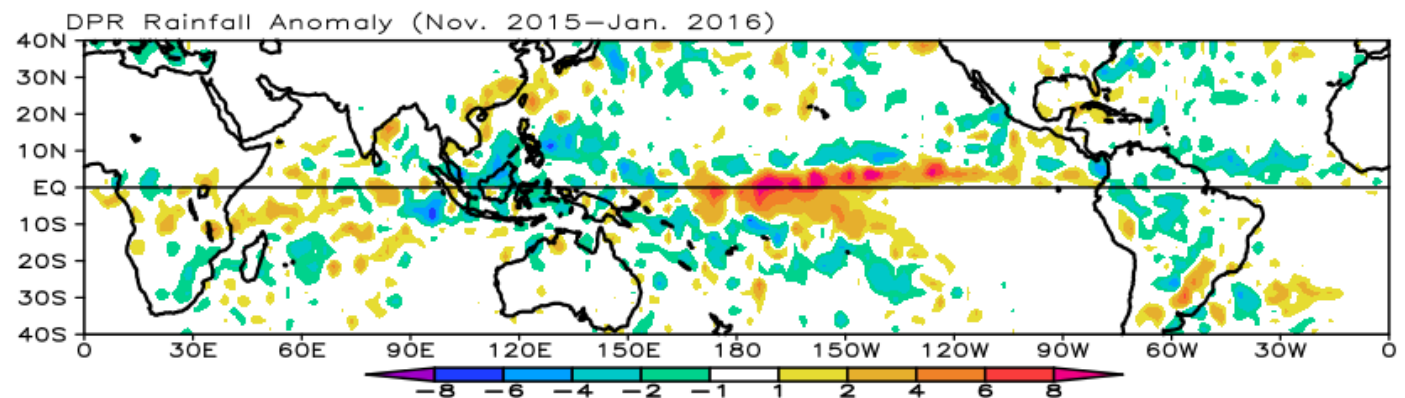 DPR Rainfall Anomaly (Nov. 2015–Jan. 2016)
40N
30N
20N
10N
EQ
10S
20S
30S
40S
0 30E 60E 90E 120E 150E 180 150W 120W 90W 60W 30W 0
−8 −6 −4 −2 −1 1 2 4 6 8